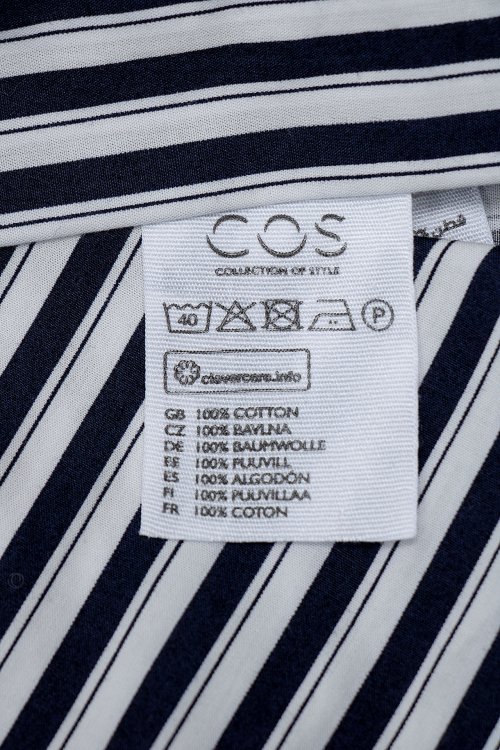 COS
COLLECTION OF STYLE
40
P
clevercare.info
GB 100% COTTON
CZ 100% BAVLNA
DE 100% BAUMWOLLE
EE 100% PUUVILL
ES 100% ALGODÓN
FI 100% PUUVILLAA
FR 100% COTON
قطن